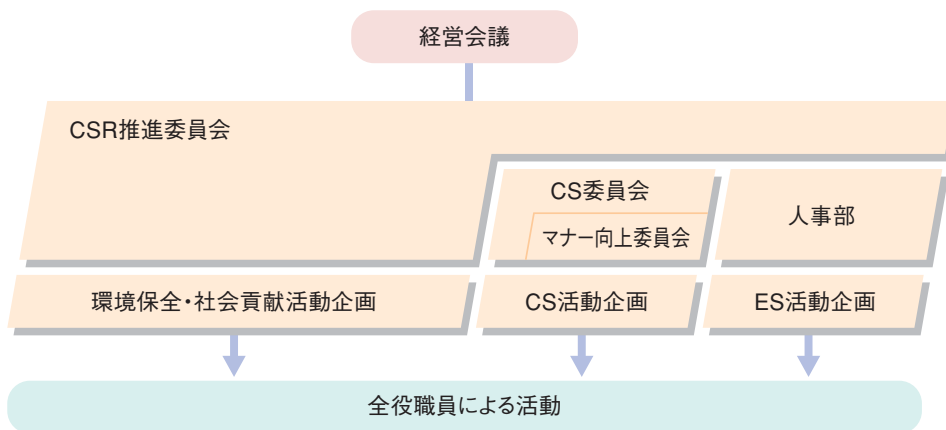 経営会議
CSR推進委員会
CS委員会
マナー向上委員会
人事部
環境保全・社会貢献活動企画
CS活動企画
ES活動企画
全役職員による活動